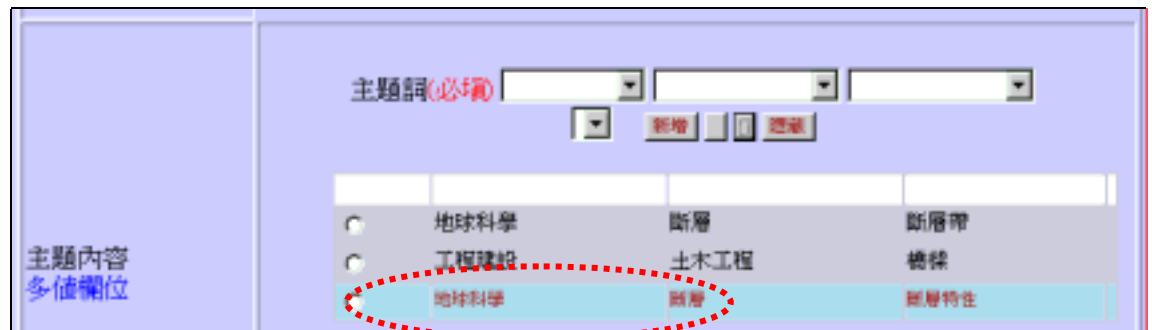 主題詞(必填)
新增 隱藏
地球科學 斷層 斷層帶
工程建設 土木工程 橋樑
主題內容
多值欄位
地球科學 斷層 斷層特性